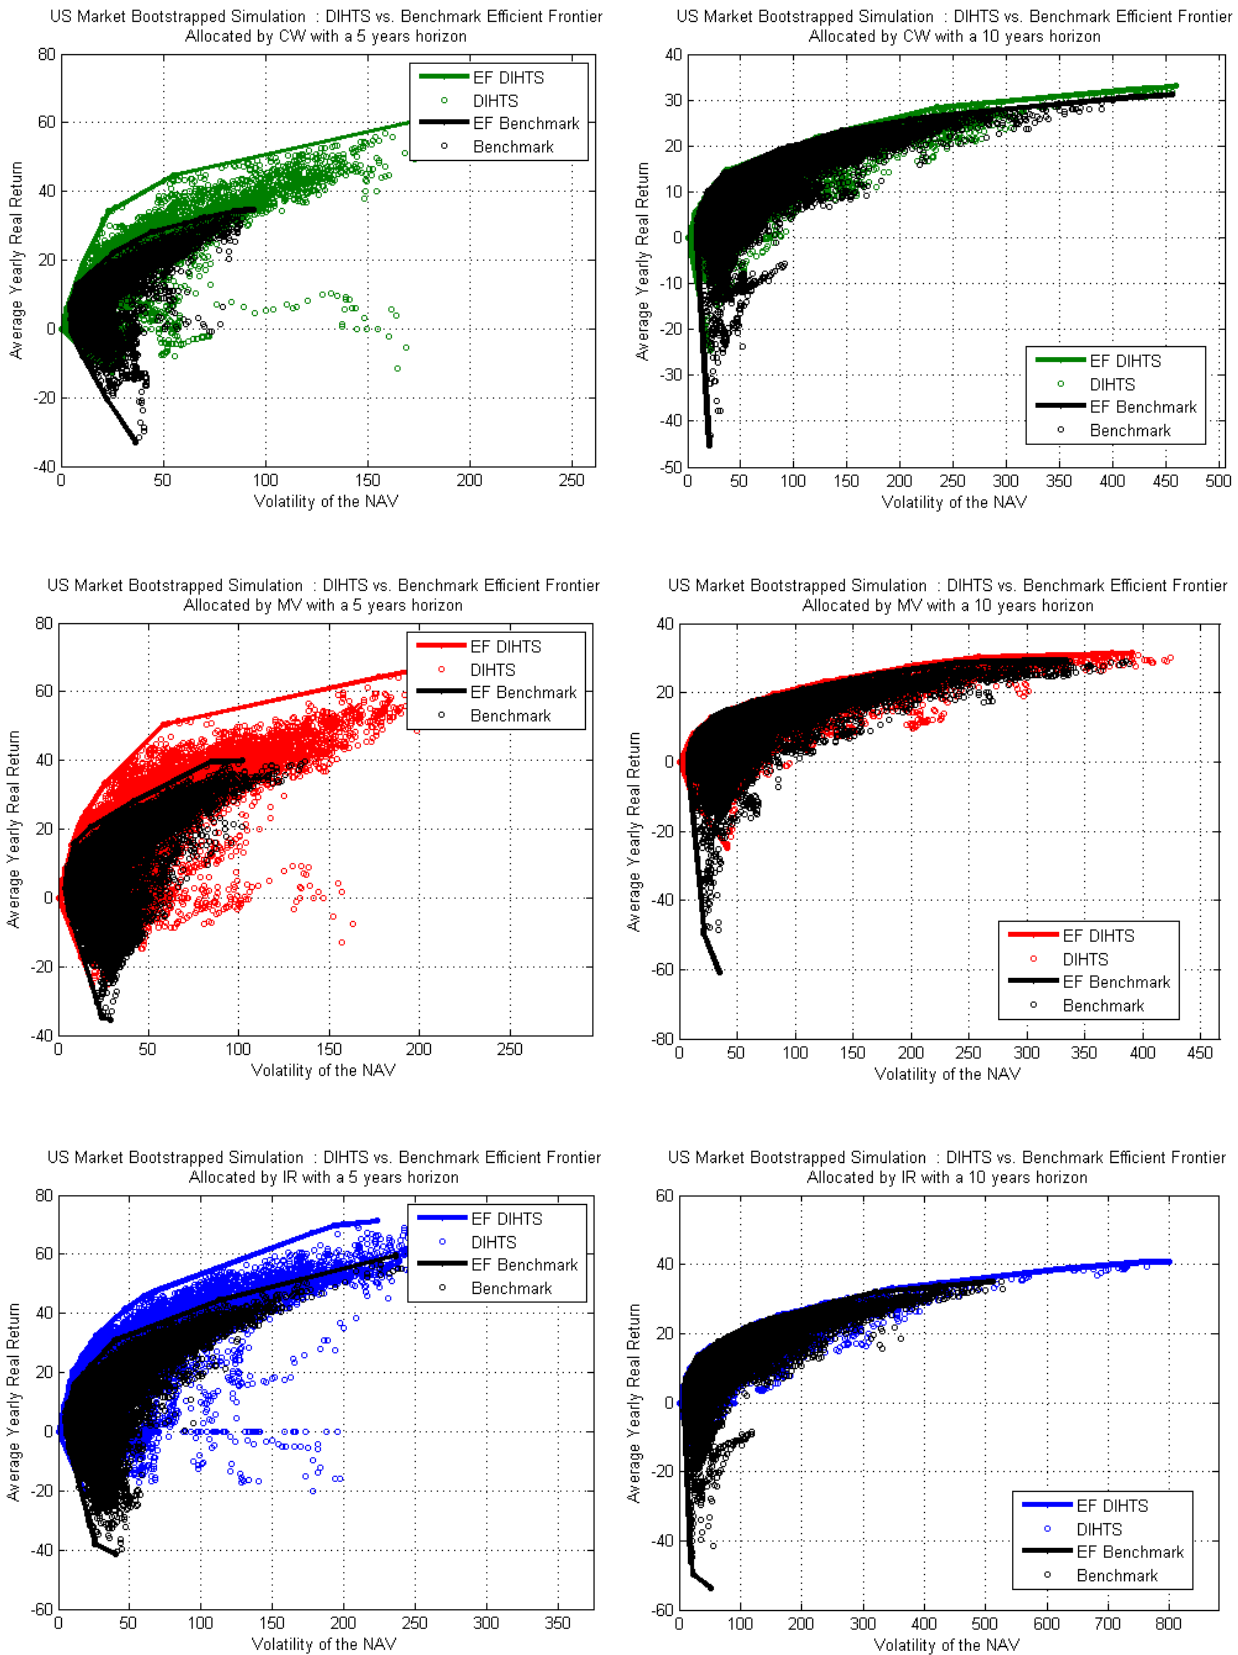 US Market Bootstrapped Simulation : DIHTS vs. Benchmark Efficient Frontier
Allocated by CW with a 5 years horizon
80
60
40
20
0
-20
-40
Average Yearly Real Return
0 50 100 150 200 250
Volatility of the NAV
EF DIHTS
DIHTS
EF Benchmark
Benchmark
US Market Bootstrapped Simulation : DIHTS vs. Benchmark Efficient Frontier
Allocated by CW with a 10 years horizon
40
30
20
10
0
-10
-20
-30
-40
-50
Average Yearly Real Return
0 50 100 150 200 250 300 350 400 450 500
Volatility of the NAV
EF DIHTS
DIHTS
EF Benchmark
Benchmark
US Market Bootstrapped Simulation : DIHTS vs. Benchmark Efficient Frontier
Allocated by MV with a 5 years horizon
80
60
40
20
0
-20
-40
Average Yearly Real Return
0 50 100 150 200 250
Volatility of the NAV
EF DIHTS
DIHTS
EF Benchmark
Benchmark
US Market Bootstrapped Simulation : DIHTS vs. Benchmark Efficient Frontier
Allocated by MV with a 10 years horizon
40
20
0
-20
-40
-60
-80
Average Yearly Real Return
0 50 100 150 200 250 300 350 400 450
Volatility of the NAV
EF DIHTS
DIHTS
EF Benchmark
Benchmark
US Market Bootstrapped Simulation : DIHTS vs. Benchmark Efficient Frontier
Allocated by IR with a 5 years horizon
80
60
40
20
0
-20
-40
-60
Average Yearly Real Return
0 50 100 150 200 250 300 350
Volatility of the NAV
EF DIHTS
DIHTS
EF Benchmark
Benchmark
US Market Bootstrapped Simulation : DIHTS vs. Benchmark Efficient Frontier
Allocated by IR with a 10 years horizon
60
40
20
0
-20
-40
-60
Average Yearly Real Return
0 100 200 300 400 500 600 700 800
Volatility of the NAV
EF DIHTS
DIHTS
EF Benchmark
Benchmark